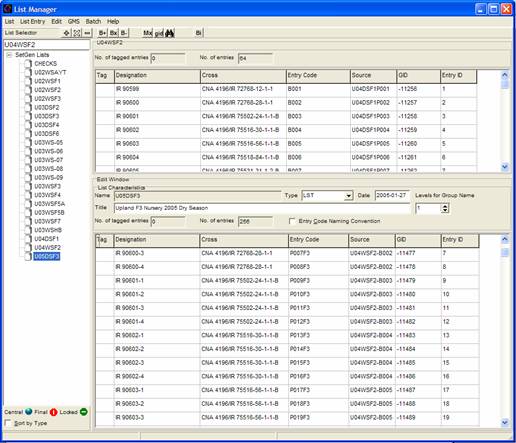 List Manager
List List Entry Edit GMS Batch Help
List Selector B+ Bx B- Mx gid Bi
U04WSF2
SetGen Lists
CHECKS
U02WSAYT
U02WSF1
U02WSF2
U02WSF3
U03DSF2
U03DSF3
U03DSF4
U03DSF6
U03WS-05
U03WS-06
U03WS-07
U03WS-08
U03WS-09
U03WSF3
U03WSF4
U03WSF5A
U03WSF5B
U03WSF7
U03WSHB
U04DSF1
U04WSF2
U05DSF3
Central Final Locked
Sort by Type
U04WSF2
No. of tagged entries 0 No. of entries 64
Tag Designation Cross Entry Code Source GID Entry ID
IR 90599 CNA 4196/IR 72768-12-1-1 B001 U04DSF1P001 -11256 1
IR 90600 CNA 4196/IR 72768-28-1-1 B002 U04DSF1P002 -11257 2
IR 90601 CNA 4196/IR 75502-24-1-1-B B003 U04DSF1P003 -11258 3
IR 90602 CNA 4196/IR 75516-30-1-1-B B004 U04DSF1P004 -11259 4
IR 90603 CNA 4196/IR 75516-56-1-1-B B005 U04DSF1P005 -11260 5
IR 90604 CNA 4196/IR 75518-84-1-1-B B006 U04DSF1P006 -11261 6
Edit Window
List Characteristics
Name U05DSF3 Type LST Date 2005-01-27 Levels for Group Name
Title Upland F3 Nursery 2005 Dry Season 1
No. of tagged entries 0 No. of entries 266 Entry Code Naming Convention
Tag Designation Cross Entry Code Source GID Entry ID
IR 90600-3 CNA 4196/IR 72768-28-1-1 P007F3 U04WSF2-B002 -11477 7
IR 90600-4 CNA 4196/IR 72768-28-1-1 P008F3 U04WSF2-B002 -11478 8
IR 90601-1 CNA 4196/IR 75502-24-1-1-B P009F3 U04WSF2-B003 -11479 9
IR 90601-2 CNA 4196/IR 75502-24-1-1-B P010F3 U04WSF2-B003 -11480 10
IR 90601-3 CNA 4196/IR 75502-24-1-1-B P011F3 U04WSF2-B003 -11481 11
IR 90601-4 CNA 4196/IR 75502-24-1-1-B P012F3 U04WSF2-B003 -11482 12
IR 90602-1 CNA 4196/IR 75516-30-1-1-B P013F3 U04WSF2-B004 -11483 13
IR 90602-2 CNA 4196/IR 75516-30-1-1-B P014F3 U04WSF2-B004 -11484 14
IR 90602-3 CNA 4196/IR 75516-30-1-1-B P015F3 U04WSF2-B004 -11485 15
IR 90602-4 CNA 4196/IR 75516-30-1-1-B P016F3 U04WSF2-B004 -11486 16
IR 90603-1 CNA 4196/IR 75516-56-1-1-B P017F3 U04WSF2-B005 -11487 17
IR 90603-2 CNA 4196/IR 75516-56-1-1-B P018F3 U04WSF2-B005 -11488 18
IR 90603-3 CNA 4196/IR 75516-56-1-1-B P019F3 U04WSF2-B005 -11489 19